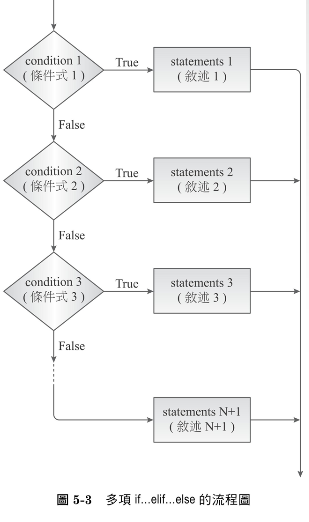 condition 1
( 條件式 1 )
True
statements 1
( 敘述 1 )
False
condition 2
( 條件式 2 )
True
statements 2
( 敘述 2 )
False
condition 3
( 條件式 3 )
True
statements 3
( 敘述 3 )
False
statements N+1
( 敘述 N+1 )
圖 5-3 多項 if...elif...else 的流程圖